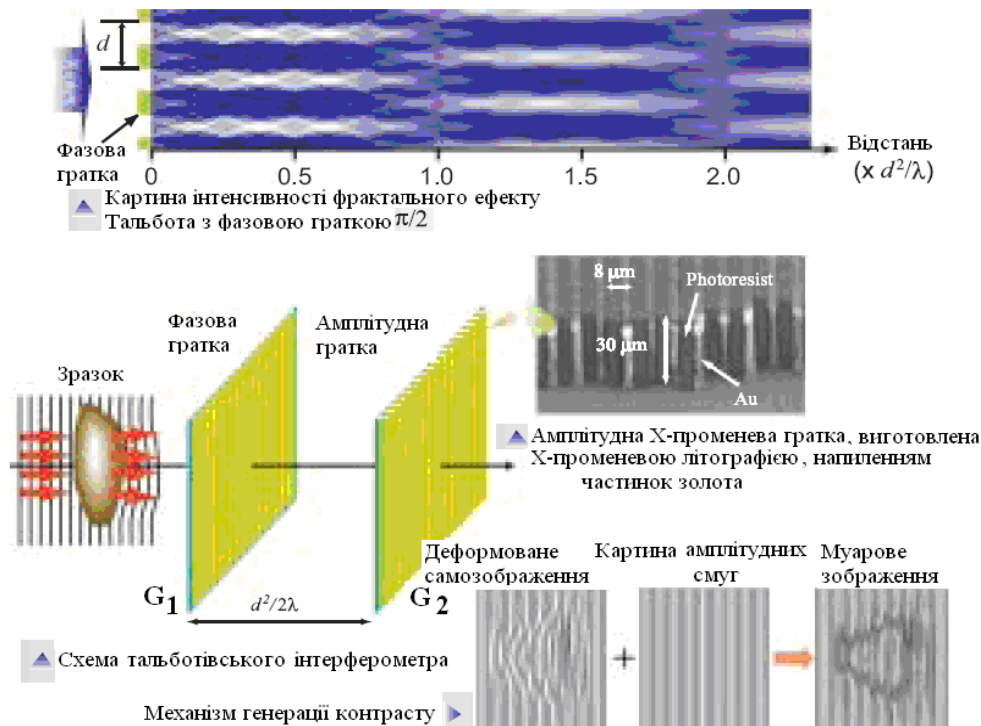 d
Фазова
гратка
0
0.5
1.0
1.5
2.0
Відстань
(x d²/λ)
Картина інтенсивності фрактального ефекту
Тальбота з фазовою граткою π/2
8 μm
Photoresist
30 μm
Au
Фазова
гратка
Амплітудна
гратка
Зразок
Амплітудна Х-променева гратка, виготовлена
Х-променевою літографією, напиленням
частинок золота
G₁
d²/2λ
G₂
Деформоване
самозображення
Картина амплітудних
смуг
Муарове
зображення
+
Схема тальботівського інтерферометра
Механізм генерації контрасту